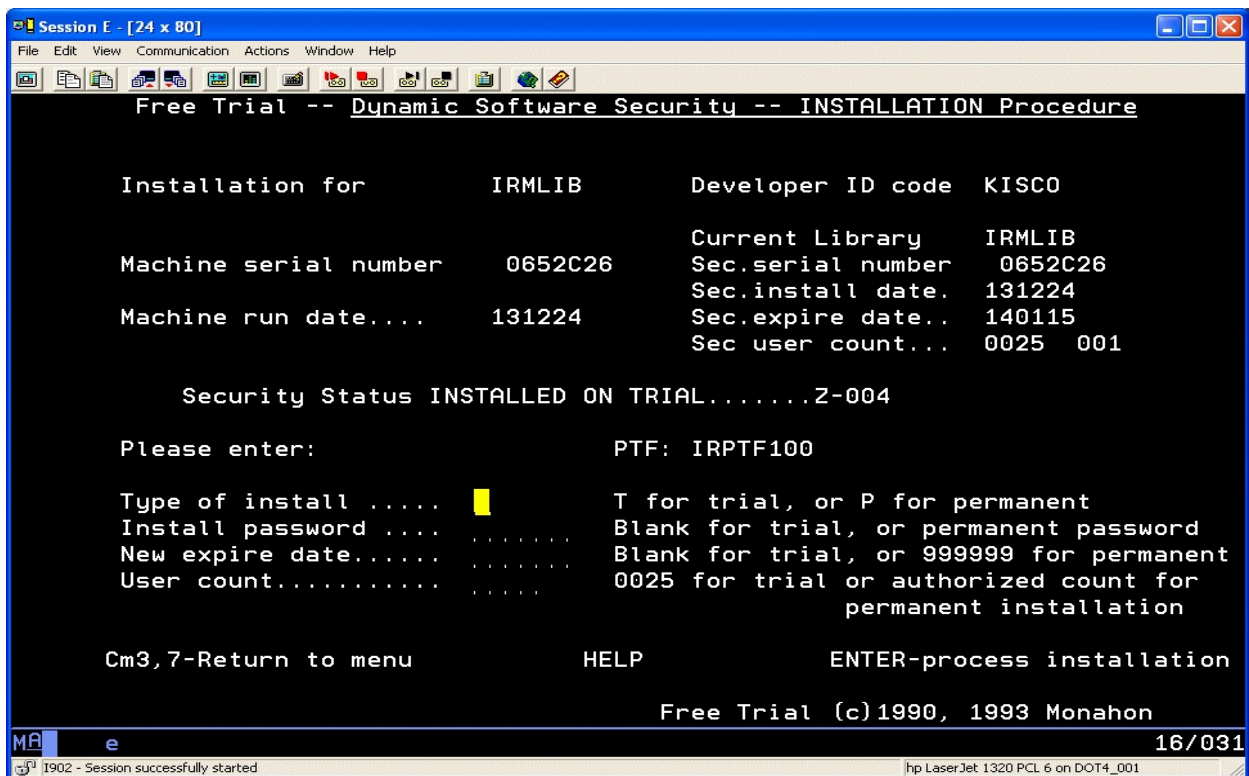 Session E - [24 x 80]
File Edit View Communication Actions Window Help
Free Trial -- Dynamic Software Security -- INSTALLATION Procedure
Installation for IRMLIB Developer ID code KISCO
Current Library IRMLIB
Machine serial number 0652C26 Sec.serial number 0652C26
Sec.install date. 131224
Machine run date.... 131224 Sec.expire date.. 140115
Sec user count... 0025 001
Security Status INSTALLED ON TRIAL.......Z-004
Please enter: PTF: IRPTF100
Type of install ..... T for trial, or P for permanent
Install password .... Blank for trial, or permanent password
New expire date...... Blank for trial, or 999999 for permanent
User count........... 0025 for trial or authorized count for
permanent installation
Cm3,7-Return to menu HELP ENTER-process installation
Free Trial (c)1990, 1993 Monahon
MA e 16/031
I902 - Session successfully started hp LaserJet 1320 PCL 6 on DOT4_001